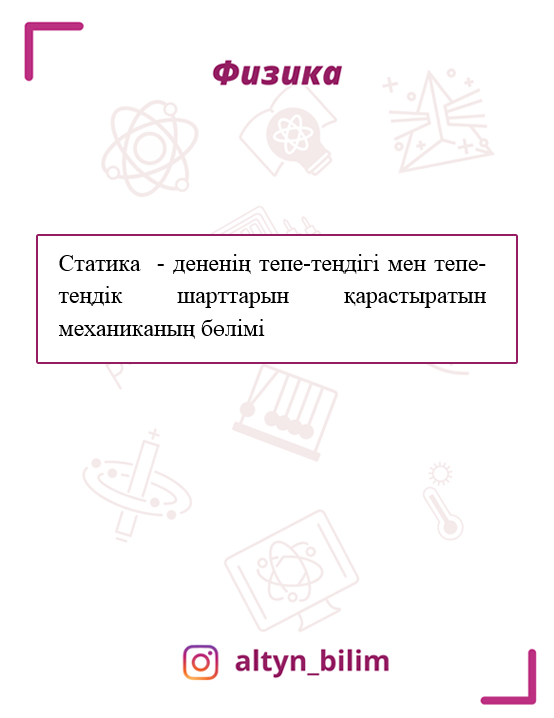 Физика
Статика - дененің тепе-теңдігі мен тепе-
теңдік шарттарын қарастыратын
механиканың бөлімі
altyn_bilim